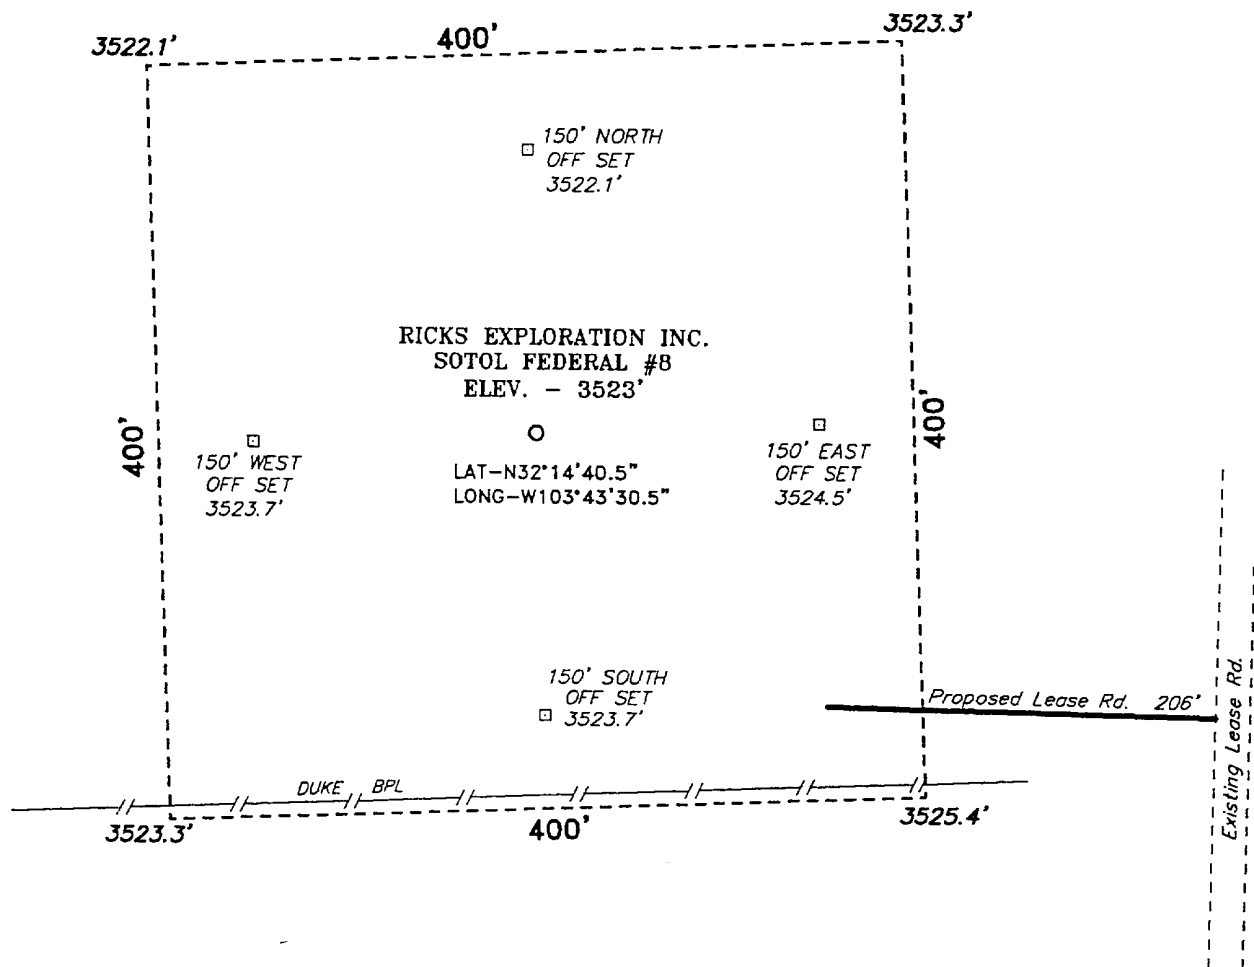 3522.1'
400'
3523.3'
150' NORTH
OFF SET
3522.1'
RICKS EXPLORATION INC.
SOTOL FEDERAL #8
ELEV. – 3523'
400'
400'
150' WEST
OFF SET
3523.7'
LAT–N32°14'40.5"
LONG–W103°43'30.5"
150' EAST
OFF SET
3524.5'
150' SOUTH
OFF SET
3523.7'
Proposed Lease Rd. 206'
Existing Lease Rd.
DUKE BPL
3523.3'
400'
3525.4'